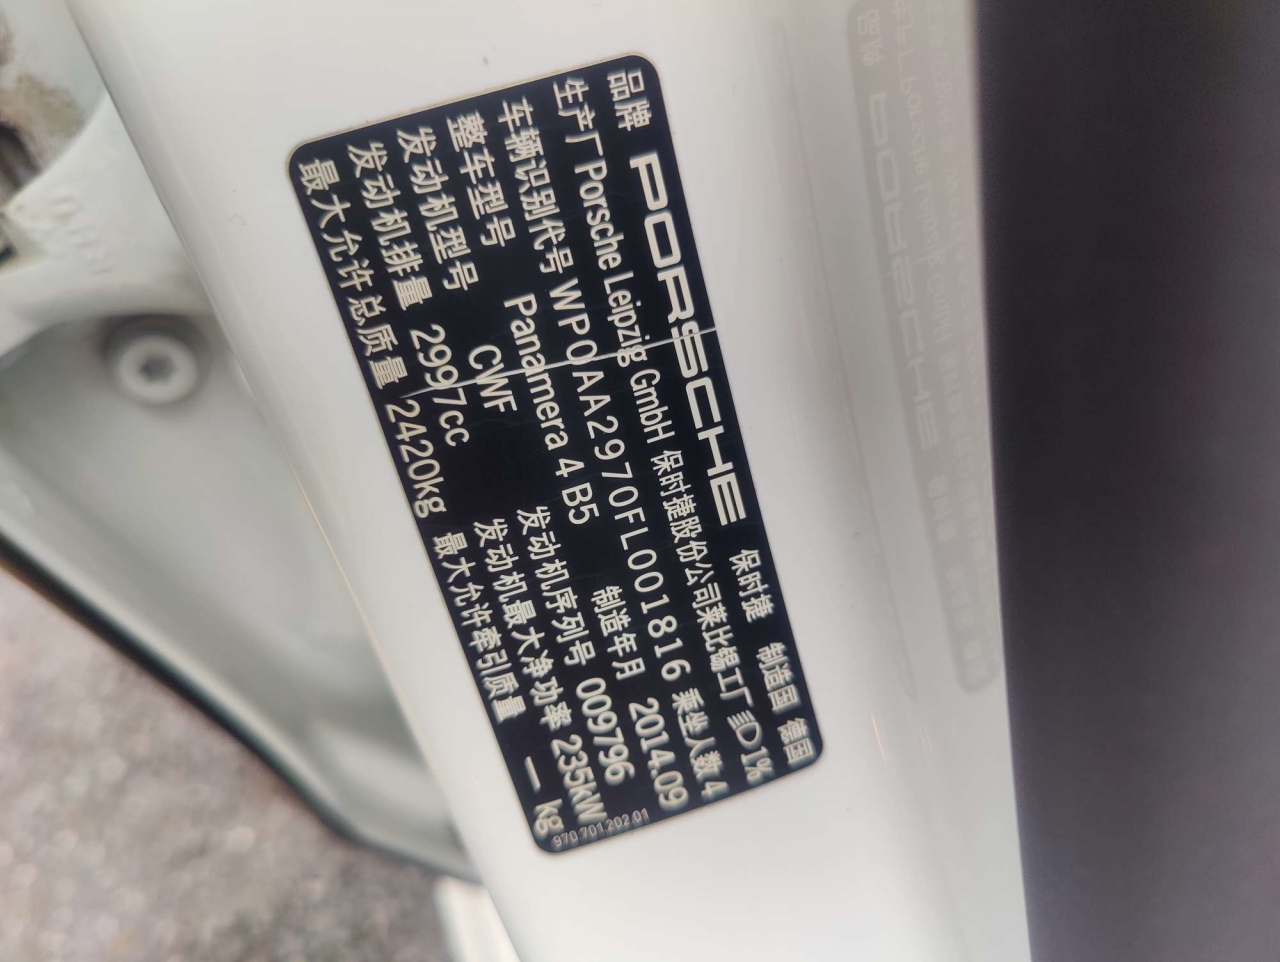 品牌 PORSCHE 保时捷 制造国 德国
生产厂 Porsche Leipzig GmbH 保时捷股份公司莱比锡工厂 1%
车辆识别代号 WP0AA2970FL001816 乘坐人数 4
整车型号 Panamera 4 B5 制造年月 2014.09
发动机型号 CWF 发动机序列号 009796
发动机排量 2997cc 发动机最大净功率 235kW
最大允许总质量 2420kg 最大允许牵引质量 — kg
970.701.202.01